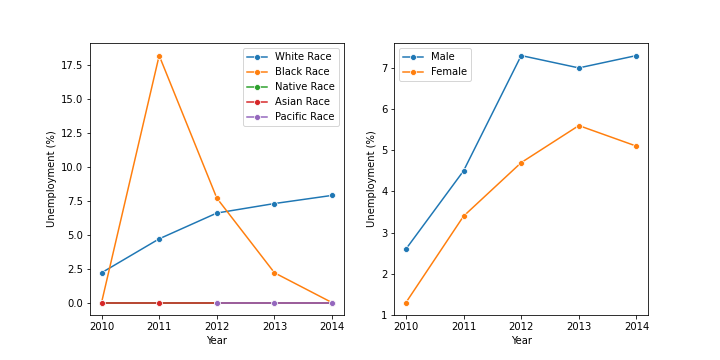 17.5
15.0
12.5
10.0
7.5
5.0
2.5
0.0
Unemployment (%)
2010 2011 2012 2013 2014
Year
White Race
Black Race
Native Race
Asian Race
Pacific Race
7
6
5
4
3
2
1
Unemployment (%)
2010 2011 2012 2013 2014
Year
Male
Female